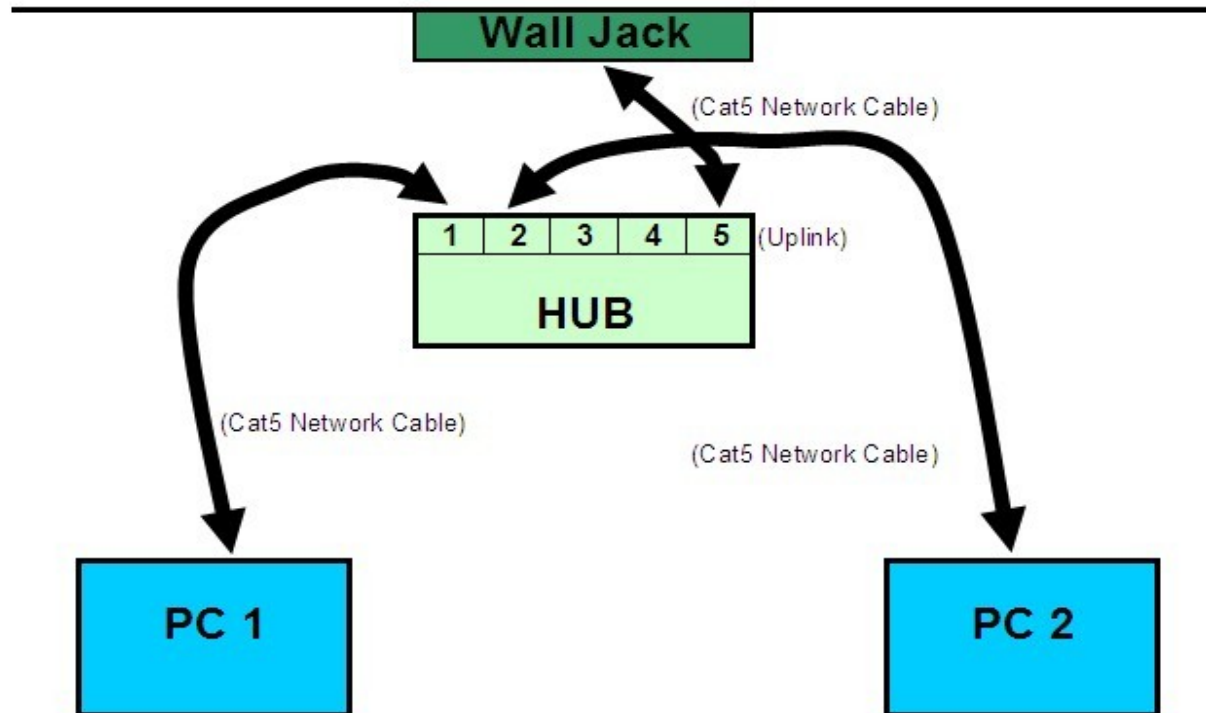 Wall Jack
(Cat5 Network Cable)
1 2 3 4 5 (Uplink)
HUB
(Cat5 Network Cable)
(Cat5 Network Cable)
PC 1
PC 2